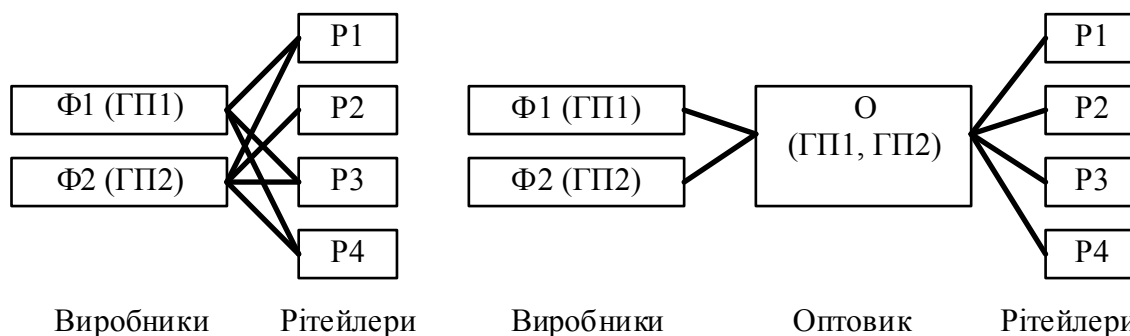 Р1
Ф1 (ГП1)
Р2
Ф2 (ГП2)
Р3
Р4
Виробники
Рітейлери
Ф1 (ГП1)
Ф2 (ГП2)
О
(ГП1, ГП2)
Р1
Р2
Р3
Р4
Виробники
Оптовик
Рітейлери